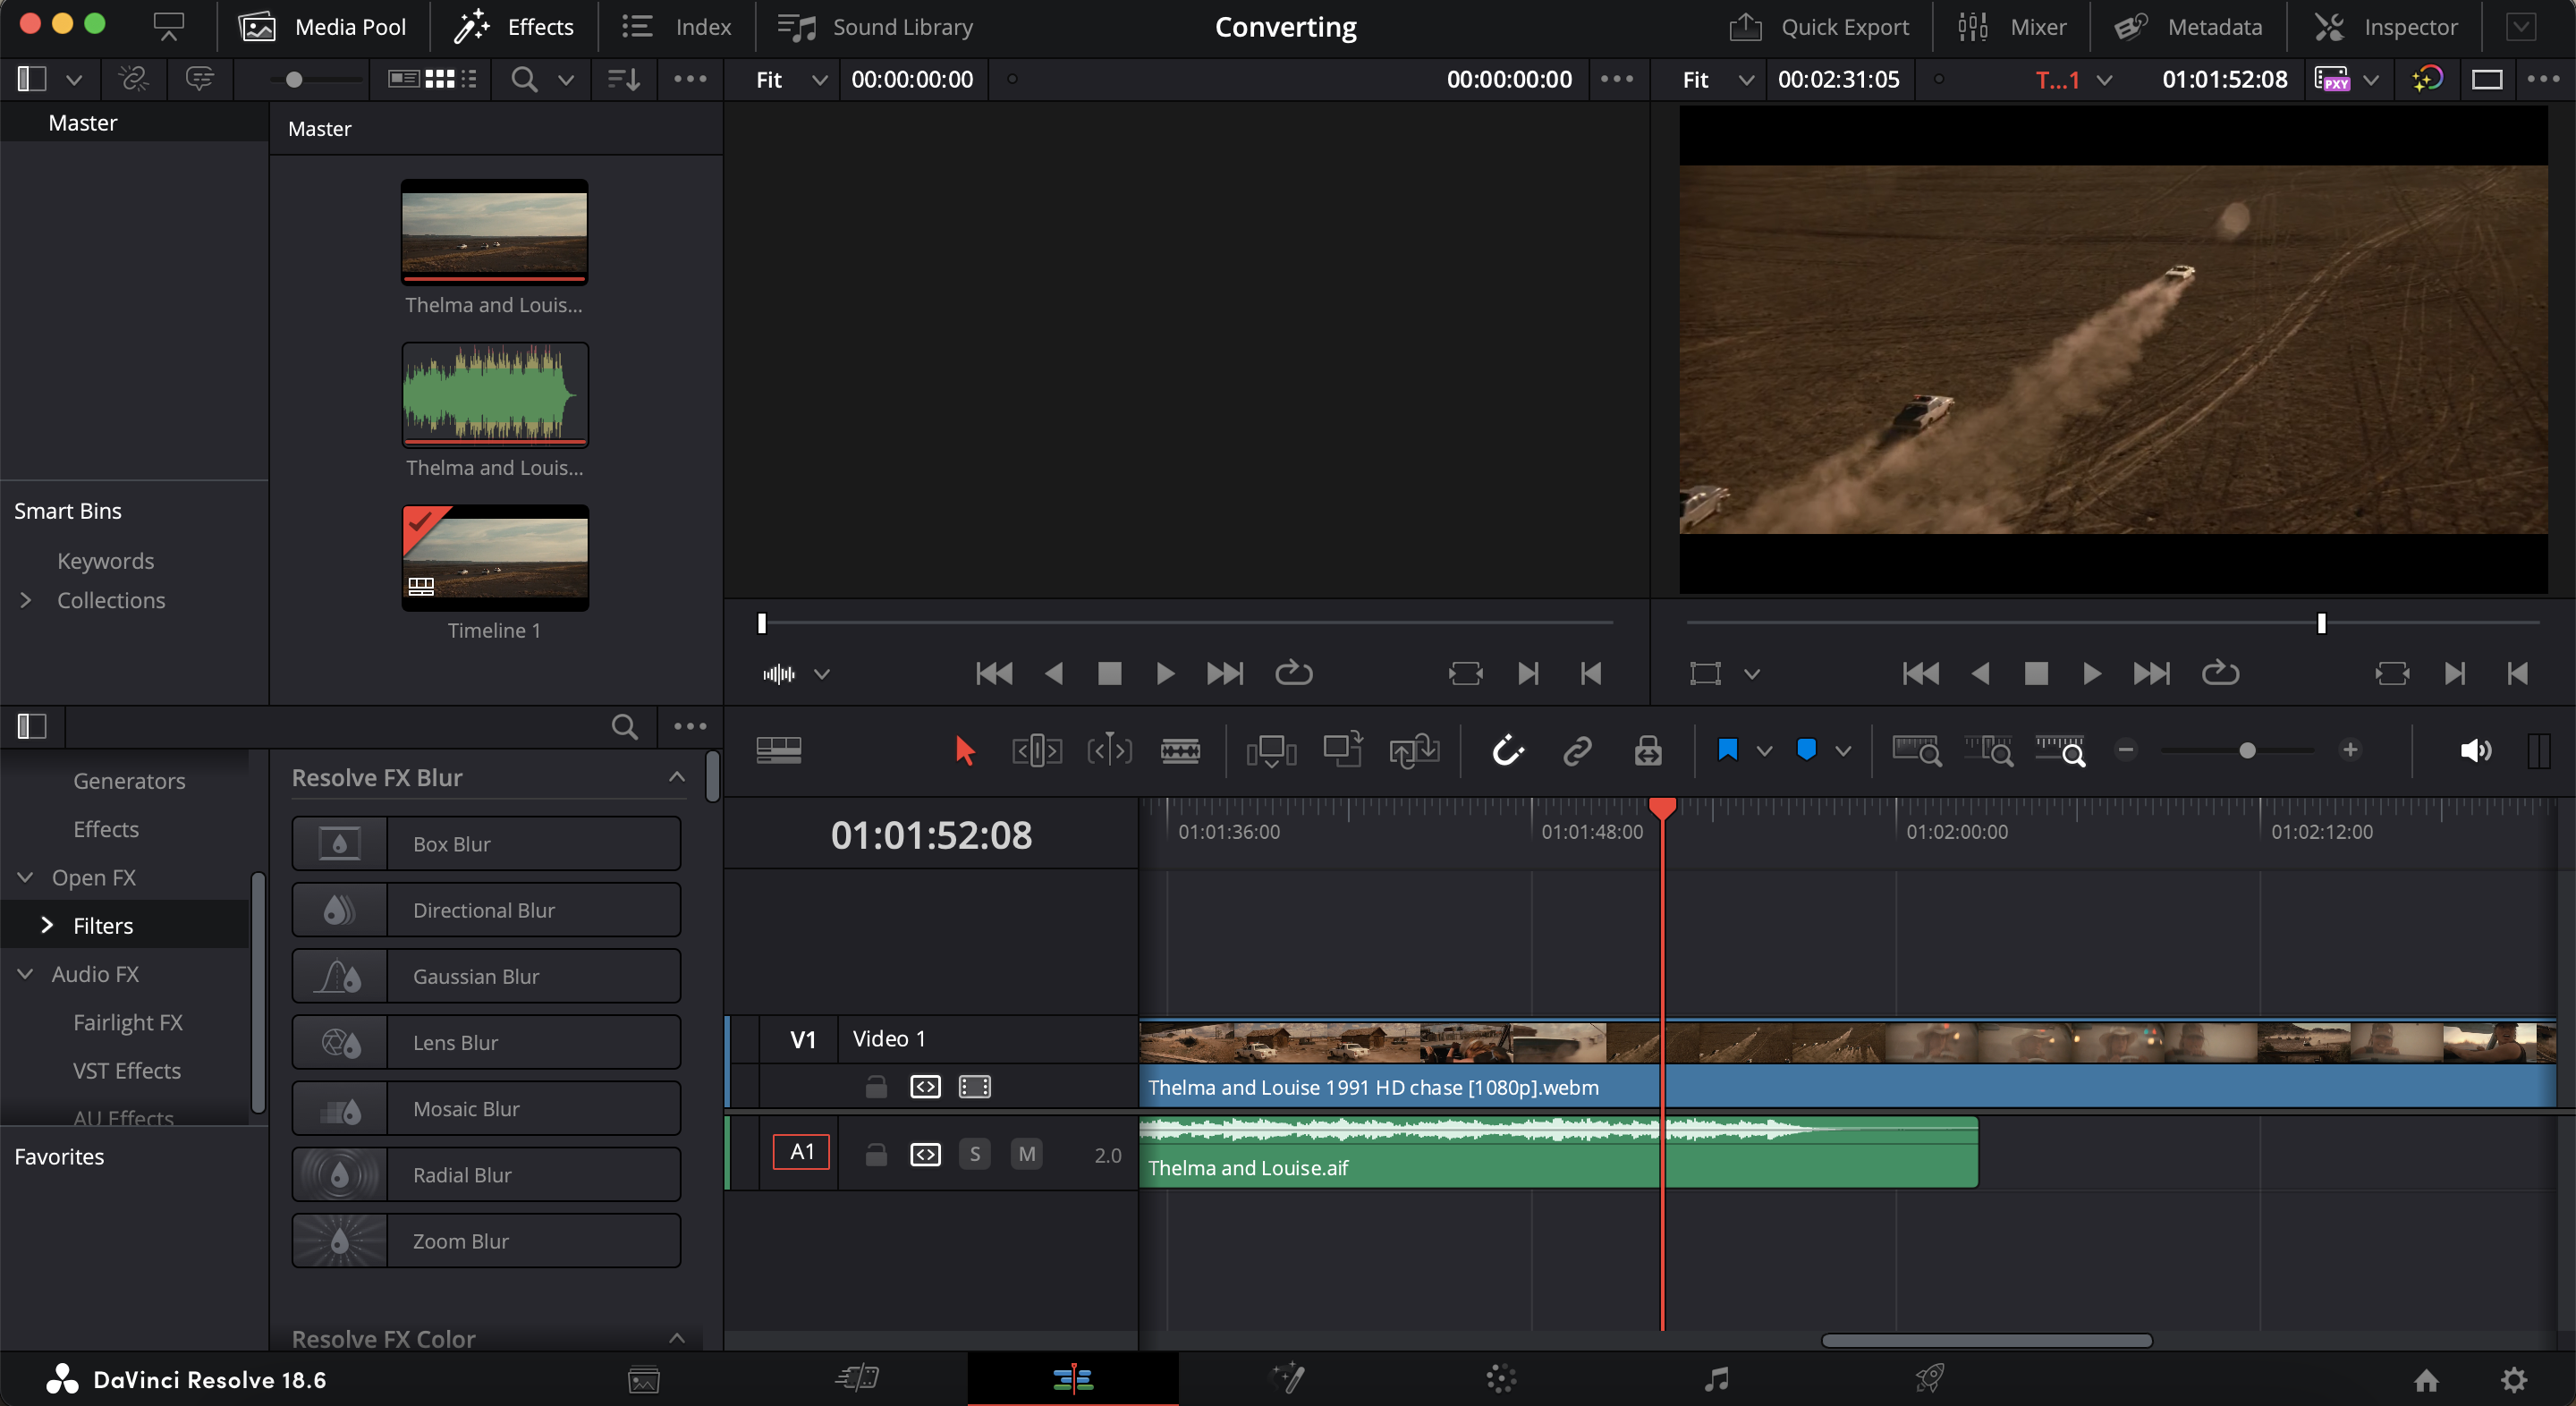 Media Pool
Effects
Index
Sound Library
Converting
Quick Export
Mixer
Metadata
Inspector
Fit
00:00:00:00
00:00:00:00
Fit
00:02:31:05
T...1
01:01:52:08
PXY
Master
Master
Thelma and Louis...
Thelma and Louis...
Timeline 1
Smart Bins
Keywords
Collections
Generators
Effects
Open FX
Filters
Audio FX
Fairlight FX
VST Effects
AU Effects
Favorites
Resolve FX Blur
Box Blur
Directional Blur
Gaussian Blur
Lens Blur
Mosaic Blur
Radial Blur
Zoom Blur
Resolve FX Color
01:01:52:08
01:01:36:00
01:01:48:00
01:02:00:00
01:02:12:00
V1
Video 1
Thelma and Louise 1991 HD chase [1080p].webm
A1
S
M
2.0
Thelma and Louise.aif
DaVinci Resolve 18.6